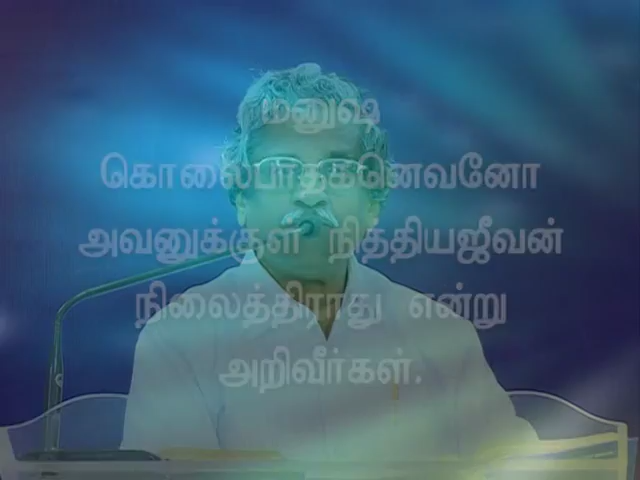 மனுஷ
கொலைபாதகனெவனோ
அவனுக்குள் நித்தியஜீவன்
நிலைத்திராது என்று
அறிவீர்கள்.